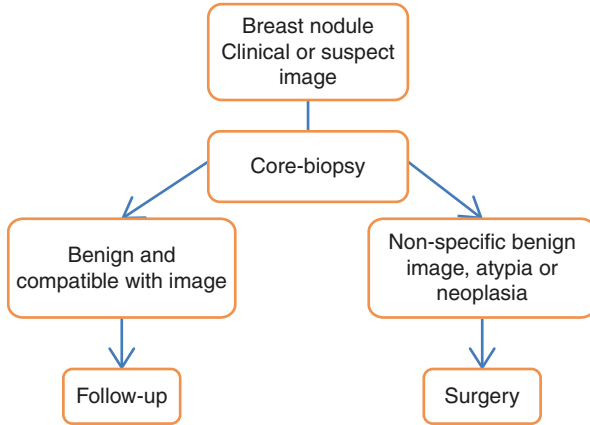 Breast nodule
Clinical or suspect
image
Core-biopsy
Benign and
compatible with image
Non-specific benign
image, atypia or
neoplasia
Follow-up
Surgery